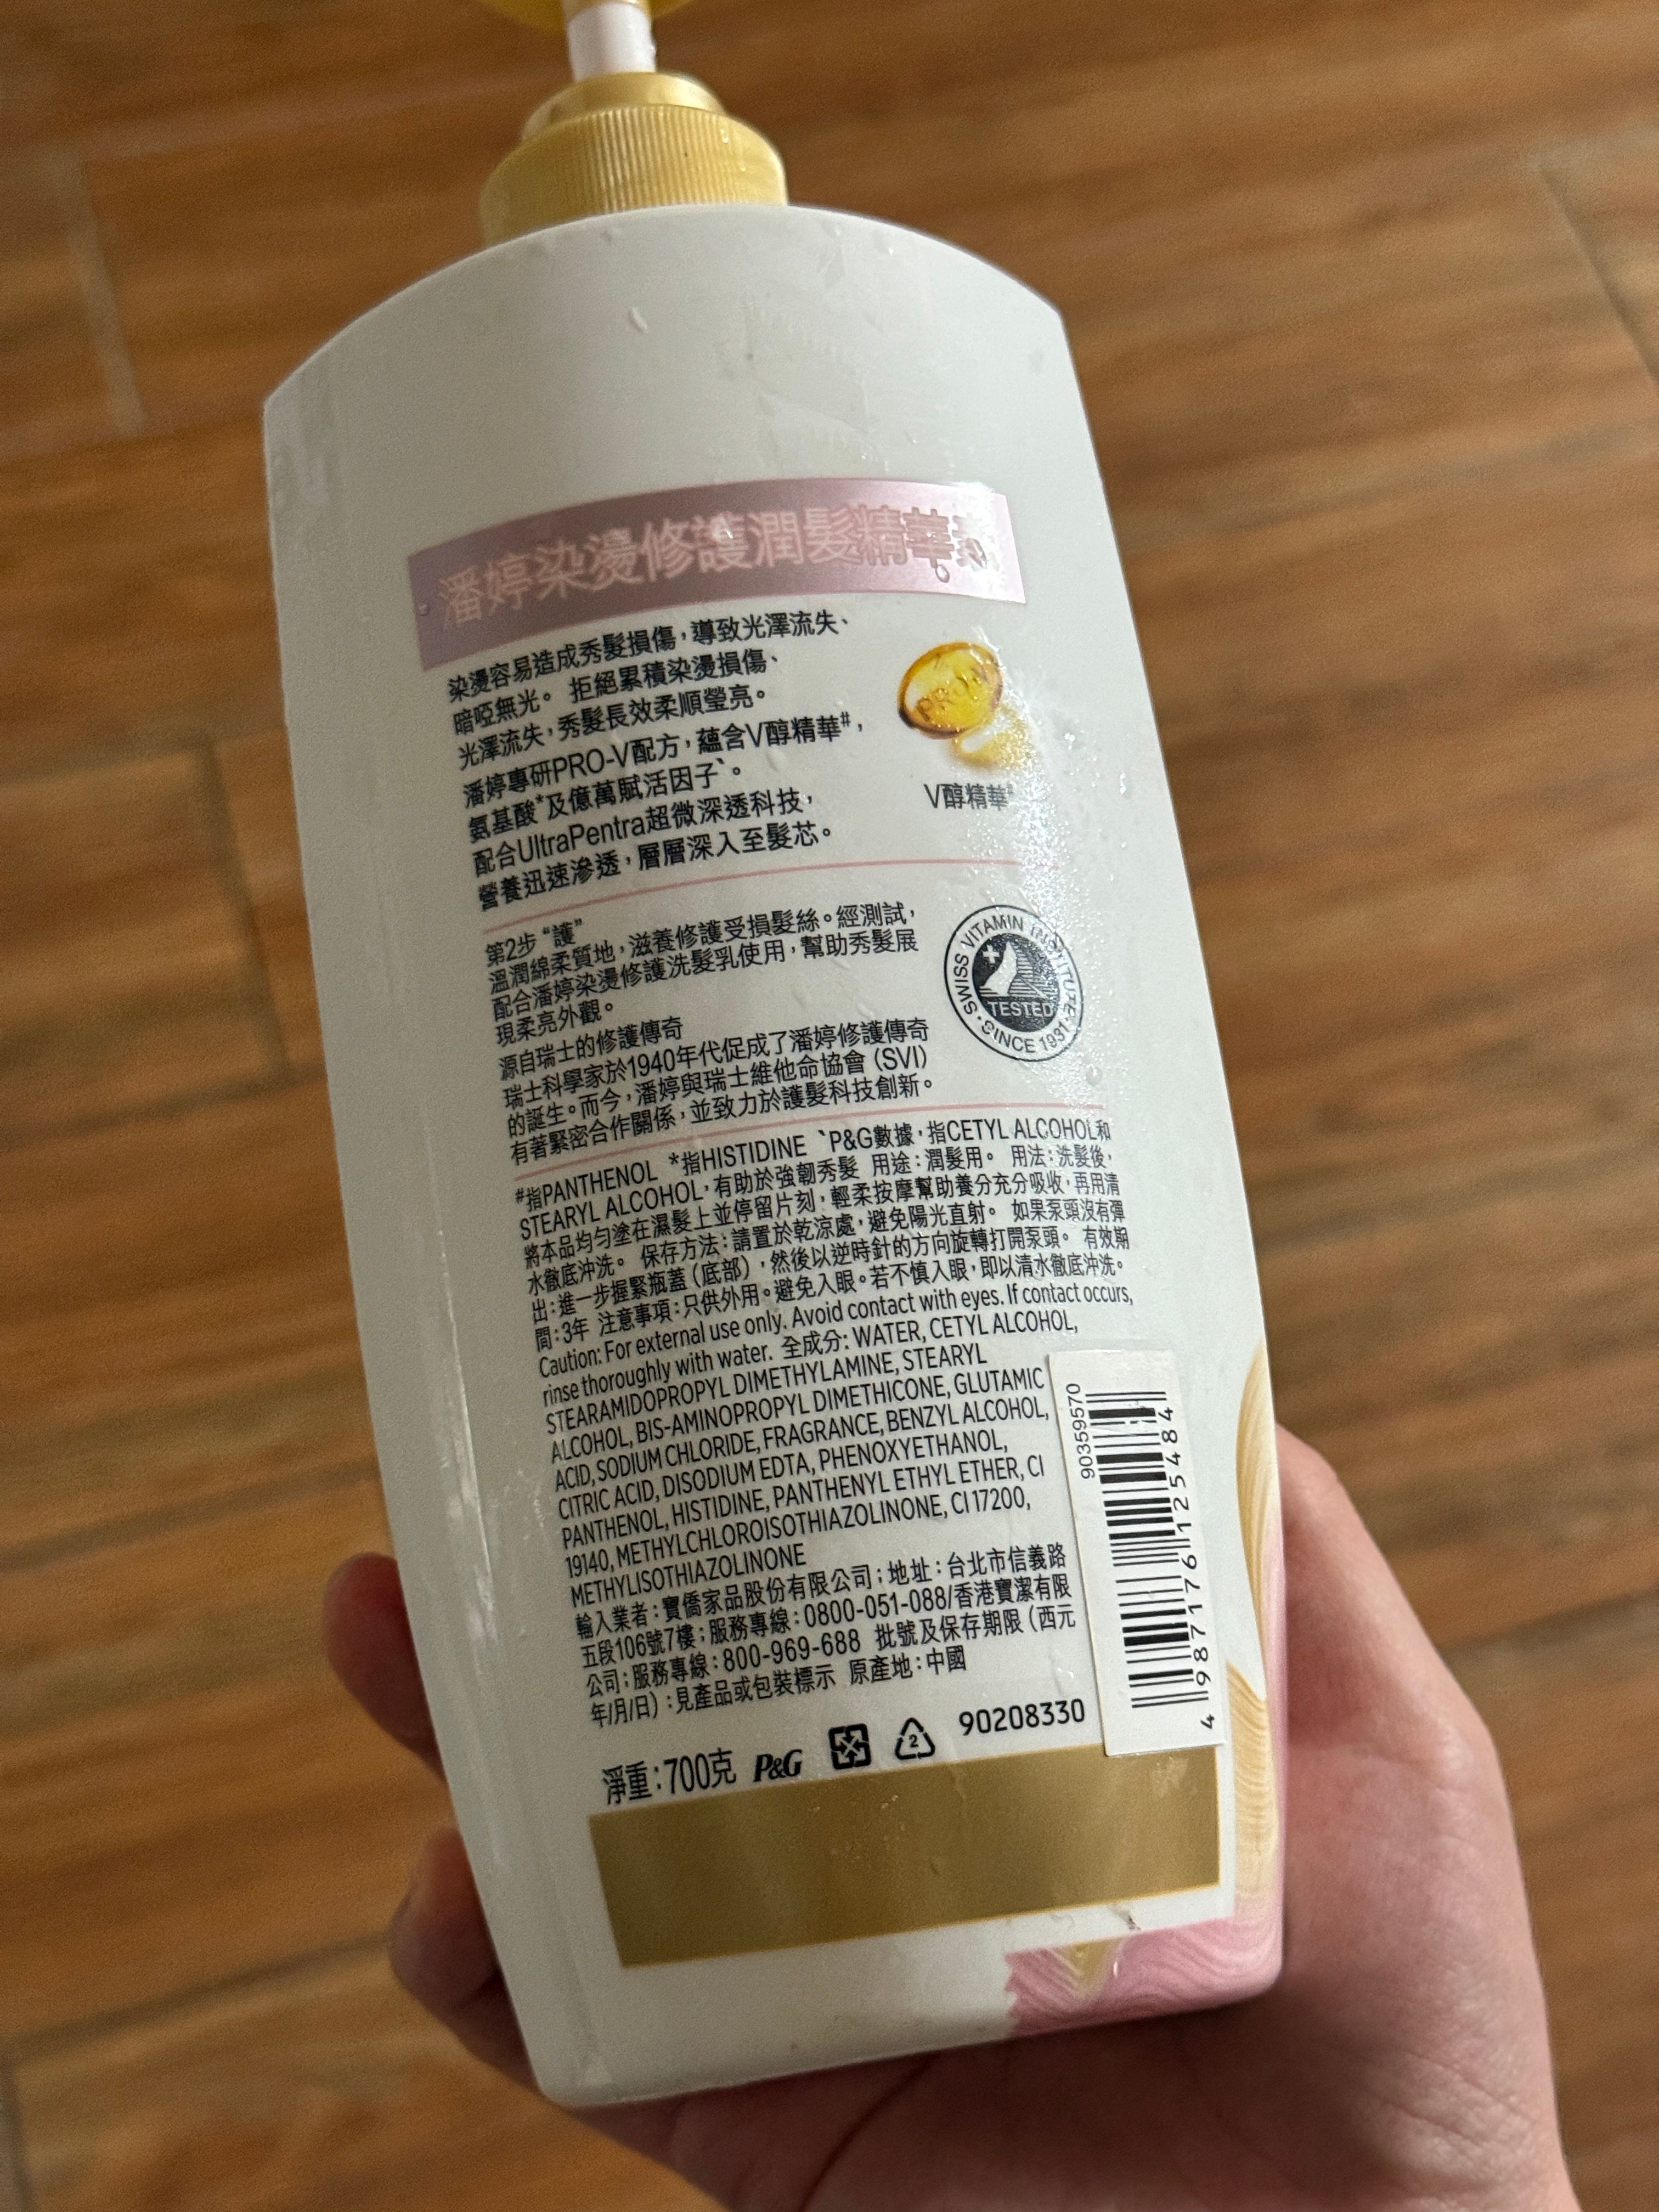 潘婷染燙修護潤髮精華素
染燙容易造成秀髮損傷，導致光澤流失、
暗啞無光。 拒絕累積染燙損傷、
光澤流失，秀髮長效柔順瑩亮。
潘婷專研PRO-V配方，蘊含V醇精華#，
氨基酸*及億萬賦活因子`。
配合UltraPentra超微深透科技，
營養迅速滲透，層層深入至髮芯。
PRO-V
V醇精華#
第2步 “護”
溫潤綿柔質地，滋養修護受損髮絲。經測試，
配合潘婷染燙修護洗髮乳使用，幫助秀髮展
現柔亮外觀。
源自瑞士的修護傳奇
瑞士科學家於1940年代促成了潘婷修護傳奇
的誕生。而今，潘婷與瑞士維他命協會 (SVI)
有著緊密合作關係，並致力於護髮科技創新。
SWISS VITAMIN INSTITUTE
TESTED
SINCE 1931
#指PANTHENOL *指HISTIDINE `P&G數據，指CETYL ALCOHOL和
STEARYL ALCOHOL，有助於強韌秀髮 用途：潤髮用。 用法：洗髮後，
將本品均勻塗在濕髮上並停留片刻，輕柔按摩幫助養分充分吸收，再用清
水徹底沖洗。 保存方法：請置於乾涼處，避免陽光直射。 如果泵頭沒有彈
出：進一步握緊瓶蓋（底部），然後以逆時針的方向旋轉打開泵頭。 有效期
間：3年 注意事項：只供外用。避免入眼。若不慎入眼，即以清水徹底沖洗。
Caution: For external use only. Avoid contact with eyes. If contact occurs,
rinse thoroughly with water. 全成分: WATER, CETYL ALCOHOL,
STEARAMIDOPROPYL DIMETHYLAMINE, STEARYL
ALCOHOL, BIS-AMINOPROPYL DIMETHICONE, GLUTAMIC
ACID, SODIUM CHLORIDE, FRAGRANCE, BENZYL ALCOHOL,
CITRIC ACID, DISODIUM EDTA, PHENOXYETHANOL,
PANTHENOL, HISTIDINE, PANTHENYL ETHYL ETHER, CI
19140, METHYLCHLOROISOTHIAZOLINONE, CI 17200,
METHYLISOTHIAZOLINONE
輸入業者：寶僑家品股份有限公司；地址：台北市信義路
五段106號7樓；服務專線：0800-051-088/香港寶潔有限
公司；服務專線：800-969-688 批號及保存期限（西元
年/月/日）：見產品或包裝標示 原產地：中國
90359570
4 987176 125484
淨重：700克 P&G 2 90208330